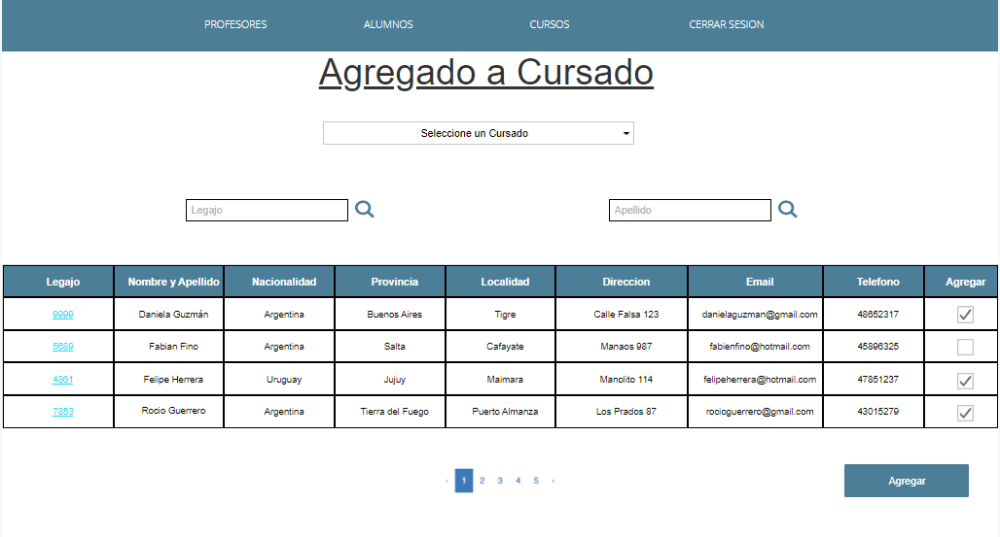 PROFESORES ALUMNOS CURSOS CERRAR SESION
Agregado a Cursado
Seleccione un Cursado
Legajo Apellido
Legajo Nombre y Apellido Nacionalidad Provincia Localidad Direccion Email Telefono Agregar
9999 Daniela Guzmán Argentina Buenos Aires Tigre Calle Falsa 123 danielaguzman@gmail.com 48652317
5689 Fabian Fino Argentina Salta Cafayate Manaos 987 fabienfino@hotmail.com 45896325
4861 Felipe Herrera Uruguay Jujuy Maimara Manolito 114 felipeherrera@hotmail.com 47851237
7853 Rocio Guerrero Argentina Tierra del Fuego Puerto Almanza Los Prados 87 rocioguerrero@gmail.com 43015279
‹ 1 2 3 4 5 ›
Agregar